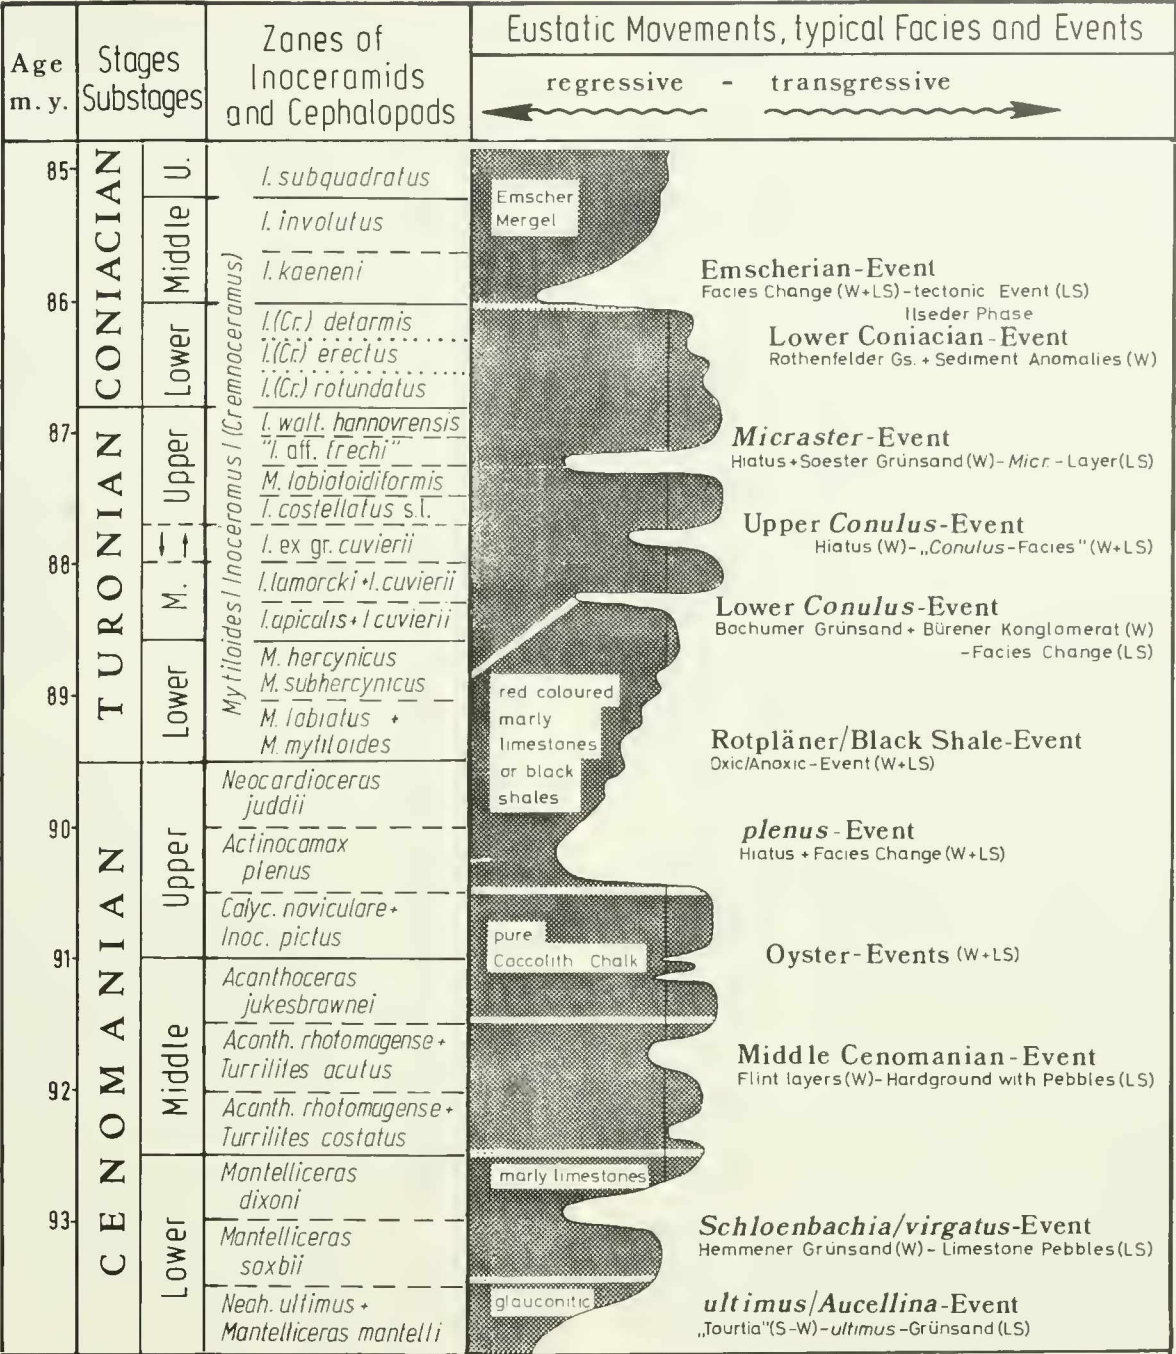 Age
m. y.
Stages
Substages
Zones of
Inoceramids
and Cephalopods
Eustatic Movements, typical Facies and Events
regressive - transgressive
85
86
87
88
89
90
91
92
93
CONIACIAN
TURONIAN
CENOMANIAN
U.
Middle
Lower
Upper
↓ ↑
M.
Lower
Upper
Middle
Lower
Mytiloides / Inoceramus / (Cremnoceramus)
I. subquadratus
I. involutus
I. koeneni
I.(Cr.) deformis
I.(Cr.) erectus
I.(Cr.) rotundatus
I. walt. hannovrensis
"I. aff. frechi"
M. labiatoidiformis
I. costellatus s.l.
I. ex gr. cuvierii
I. lamarcki + I. cuvierii
I. apicalis + I cuvierii
M. hercynicus
M. subhercynicus
M. labiatus +
M. mytiloides
Neocardioceras
juddii
Actinocamax
plenus
Calyc. naviculare +
Inoc. pictus
Acanthoceras
jukesbrownei
Acanth. rhotomagense +
Turrilites acutus
Acanth. rhotomagense +
Turrilites costatus
Mantelliceras
dixoni
Mantelliceras
saxbii
Neoh. ultimus +
Mantelliceras mantelli
Emscher
Mergel
red coloured
marly
limestones
or black
shales
pure
Coccolith Chalk
marly limestones
glauconitic
Emscherian-Event
Facies Change (W+LS)-tectonic Event (LS)
Ilseder Phase
Lower Coniacian-Event
Rothenfelder Gs. + Sediment Anomalies (W)
Micraster-Event
Hiatus + Soester Grünsand (W)- Micr.- Layer (LS)
Upper Conulus-Event
Hiatus (W)- „Conulus-Facies" (W+LS)
Lower Conulus-Event
Bochumer Grünsand + Bürener Konglomerat (W)
-Facies Change (LS)
Rotpläner/Black Shale-Event
Oxic/Anoxic-Event (W+LS)
plenus-Event
Hiatus + Facies Change (W+LS)
Oyster-Events (W+LS)
Middle Cenomanian-Event
Flint layers (W)- Hardground with Pebbles (LS)
Schloenbachia/virgatus-Event
Hemmener Grünsand (W)- Limestone Pebbles (LS)
ultimus/Aucellina-Event
„Tourtia"(S-W)-ultimus-Grünsand (LS)